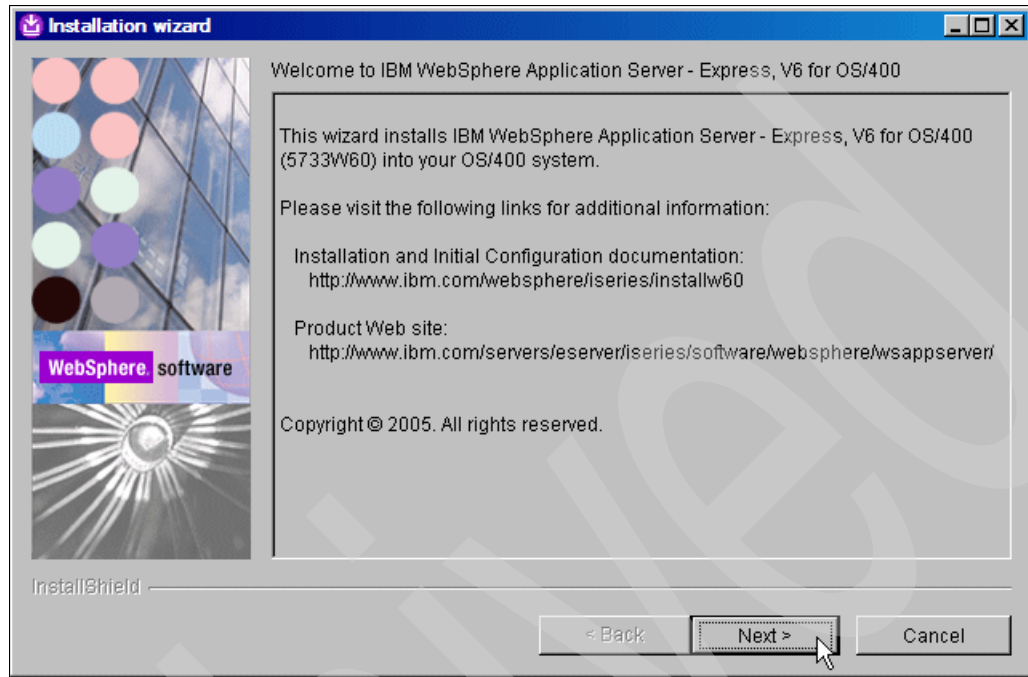 Installation wizard
Welcome to IBM WebSphere Application Server - Express, V6 for OS/400
This wizard installs IBM WebSphere Application Server - Express, V6 for OS/400
(5733W60) into your OS/400 system.
Please visit the following links for additional information:
Installation and Initial Configuration documentation:
http://www.ibm.com/websphere/iseries/installw60
Product Web site:
http://www.ibm.com/servers/eserver/iseries/software/websphere/wsappserver/
WebSphere. software
Copyright © 2005. All rights reserved.
InstallShield
< Back Next > Cancel